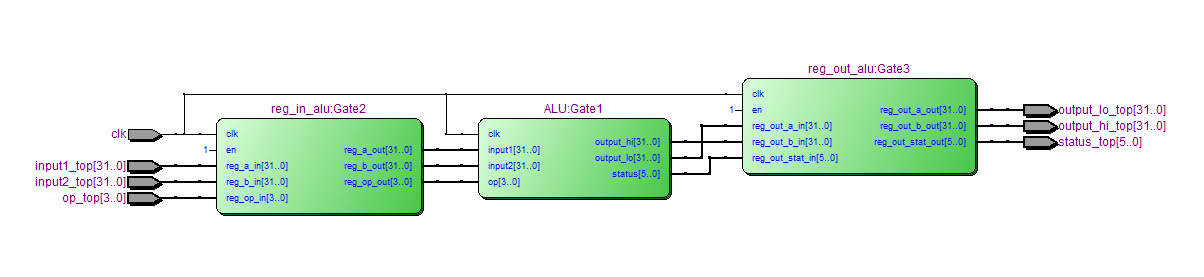 reg_out_alu:Gate3
reg_in_alu:Gate2
ALU:Gate1
clk
input1_top[31..0]
input2_top[31..0]
op_top[3..0]
clk
1
en
reg_a_in[31..0]
reg_b_in[31..0]
reg_op_in[3..0]
reg_a_out[31..0]
reg_b_out[31..0]
reg_op_out[3..0]
clk
input1[31..0]
input2[31..0]
op[3..0]
output_hi[31..0]
output_lo[31..0]
status[5..0]
clk
1
en
reg_out_a_in[31..0]
reg_out_b_in[31..0]
reg_out_stat_in[5..0]
reg_out_a_out[31..0]
reg_out_b_out[31..0]
reg_out_stat_out[5..0]
output_lo_top[31..0]
output_hi_top[31..0]
status_top[5..0]